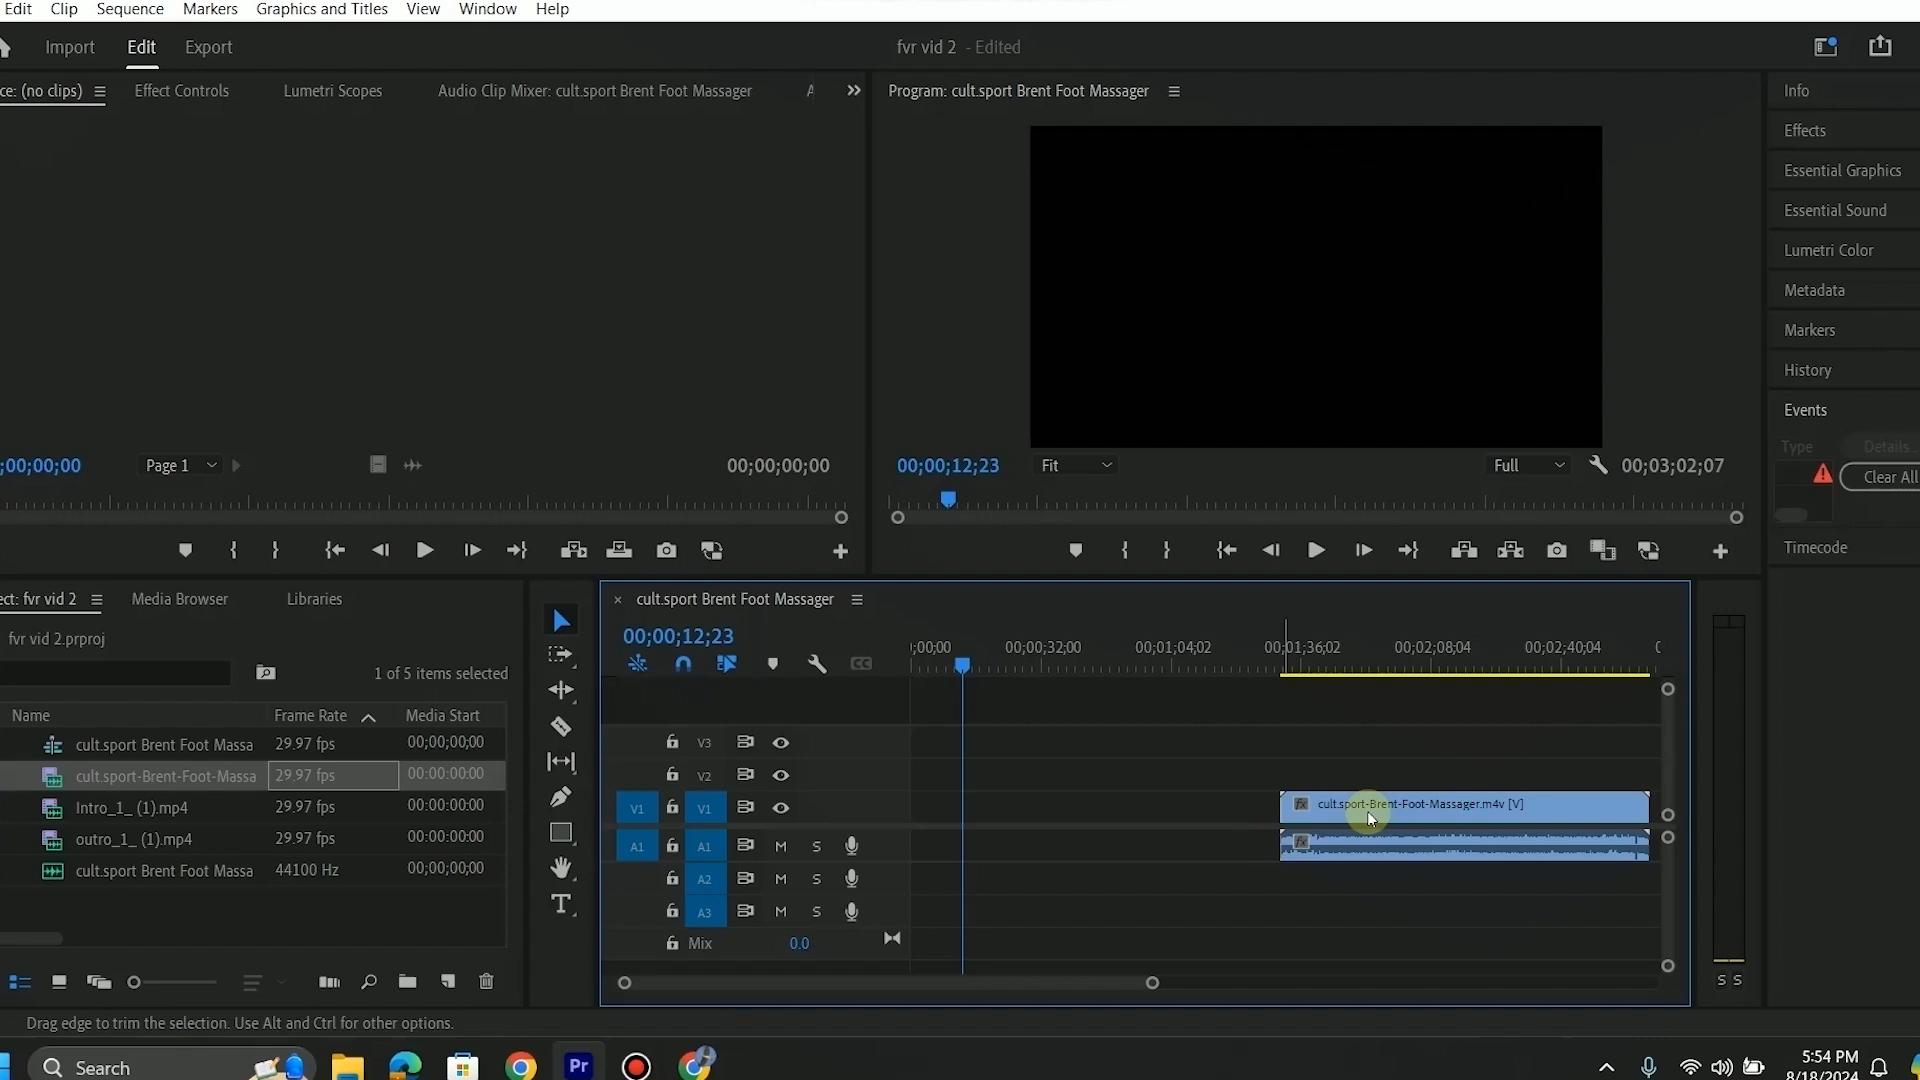 Edit Clip Sequence Markers Graphics and Titles View Window Help
Import Edit Export
fvr vid 2 - Edited
ce: (no clips)
Effect Controls
Lumetri Scopes
Audio Clip Mixer: cult.sport Brent Foot Massager
Program: cult.sport Brent Foot Massager
Info
Effects
Essential Graphics
Essential Sound
Lumetri Color
Metadata
Markers
History
Events
Type Details...
Clear All
Timecode
;00;00;00
Page 1
00;00;00;00
00;00;12;23
Fit
Full
00;03;02;07
ect: fvr vid 2
Media Browser
Libraries
fvr vid 2.prproj
1 of 5 items selected
Name Frame Rate Media Start
cult.sport Brent Foot Massa 29.97 fps 00;00;00;00
cult.sport-Brent-Foot-Massa 29.97 fps 00:00:00:00
Intro_1_ (1).mp4 29.97 fps 00:00:00:00
outro_1_ (1).mp4 29.97 fps 00:00:00:00
cult.sport Brent Foot Massa 44100 Hz 00;00;00;00
× cult.sport Brent Foot Massager
00;00;12;23
;00;00 00;00;32;00 00;01;04;02 00;01;36;02 00;02;08;04 00;02;40;04
CC
V3
V2
V1 V1
fx cult.sport-Brent-Foot-Massager.m4v [V]
A1 A1 M S
fx
A2 M S
A3 M S
Mix 0.0
S S
T
Drag edge to trim the selection. Use Alt and Ctrl for other options.
Search
Pr
5:54 PM
8/18/2024